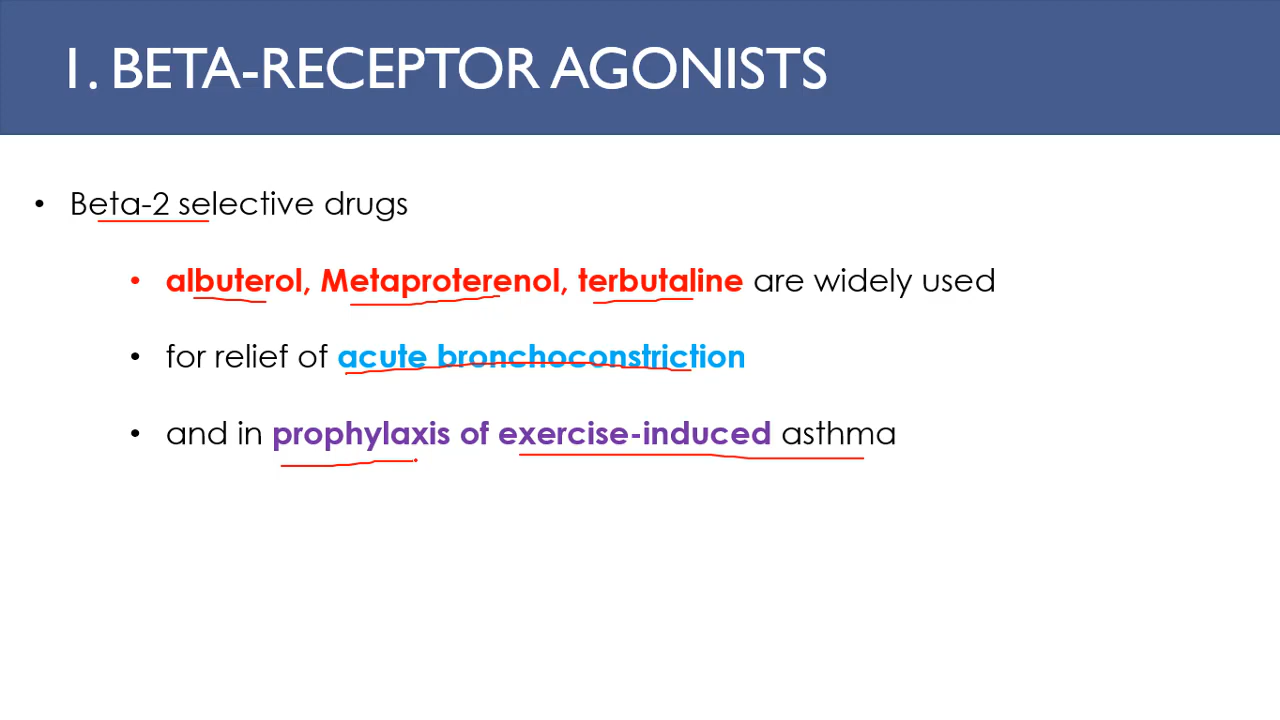 1. BETA-RECEPTOR AGONISTS
• Beta-2 selective drugs
• albuterol, Metaproterenol, terbutaline are widely used
• for relief of acute bronchoconstriction
• and in prophylaxis of exercise-induced asthma